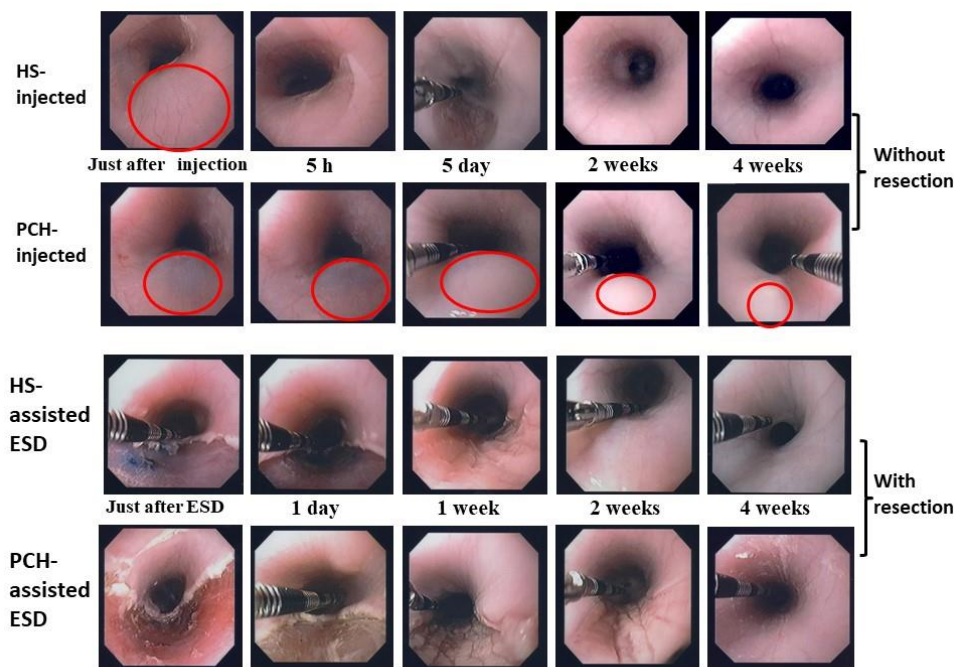 HS-
injected
Just after injection
5 h
5 day
2 weeks
4 weeks
Without
resection
PCH-
injected
HS-
assisted
ESD
Just after ESD
1 day
1 week
2 weeks
4 weeks
With
resection
PCH-
assisted
ESD